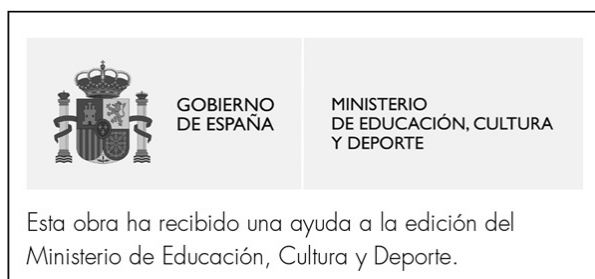 GOBIERNO
DE ESPAÑA
MINISTERIO
DE EDUCACIÓN, CULTURA
Y DEPORTE
Esta obra ha recibido una ayuda a la edición del
Ministerio de Educación, Cultura y Deporte.